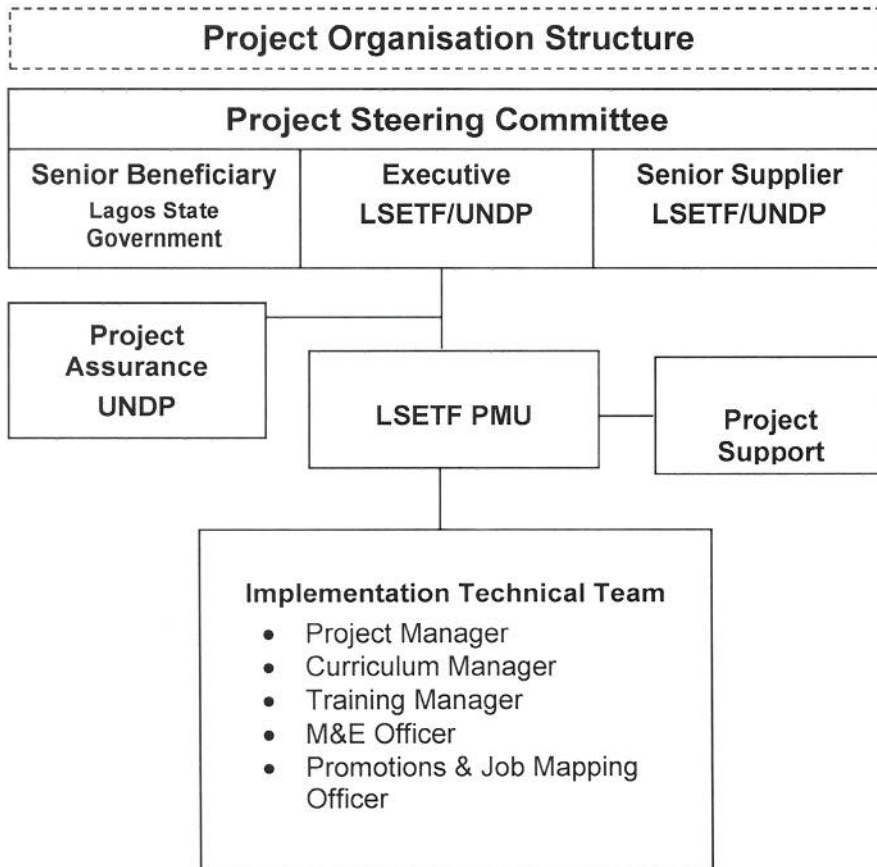 Project Organisation Structure
Project Steering Committee
Senior Beneficiary
Lagos State
Government
Executive
LSETF/UNDP
Senior Supplier
LSETF/UNDP
Project
Assurance
UNDP
LSETF PMU
Project
Support
Implementation Technical Team
• Project Manager
• Curriculum Manager
• Training Manager
• M&E Officer
• Promotions & Job Mapping
Officer